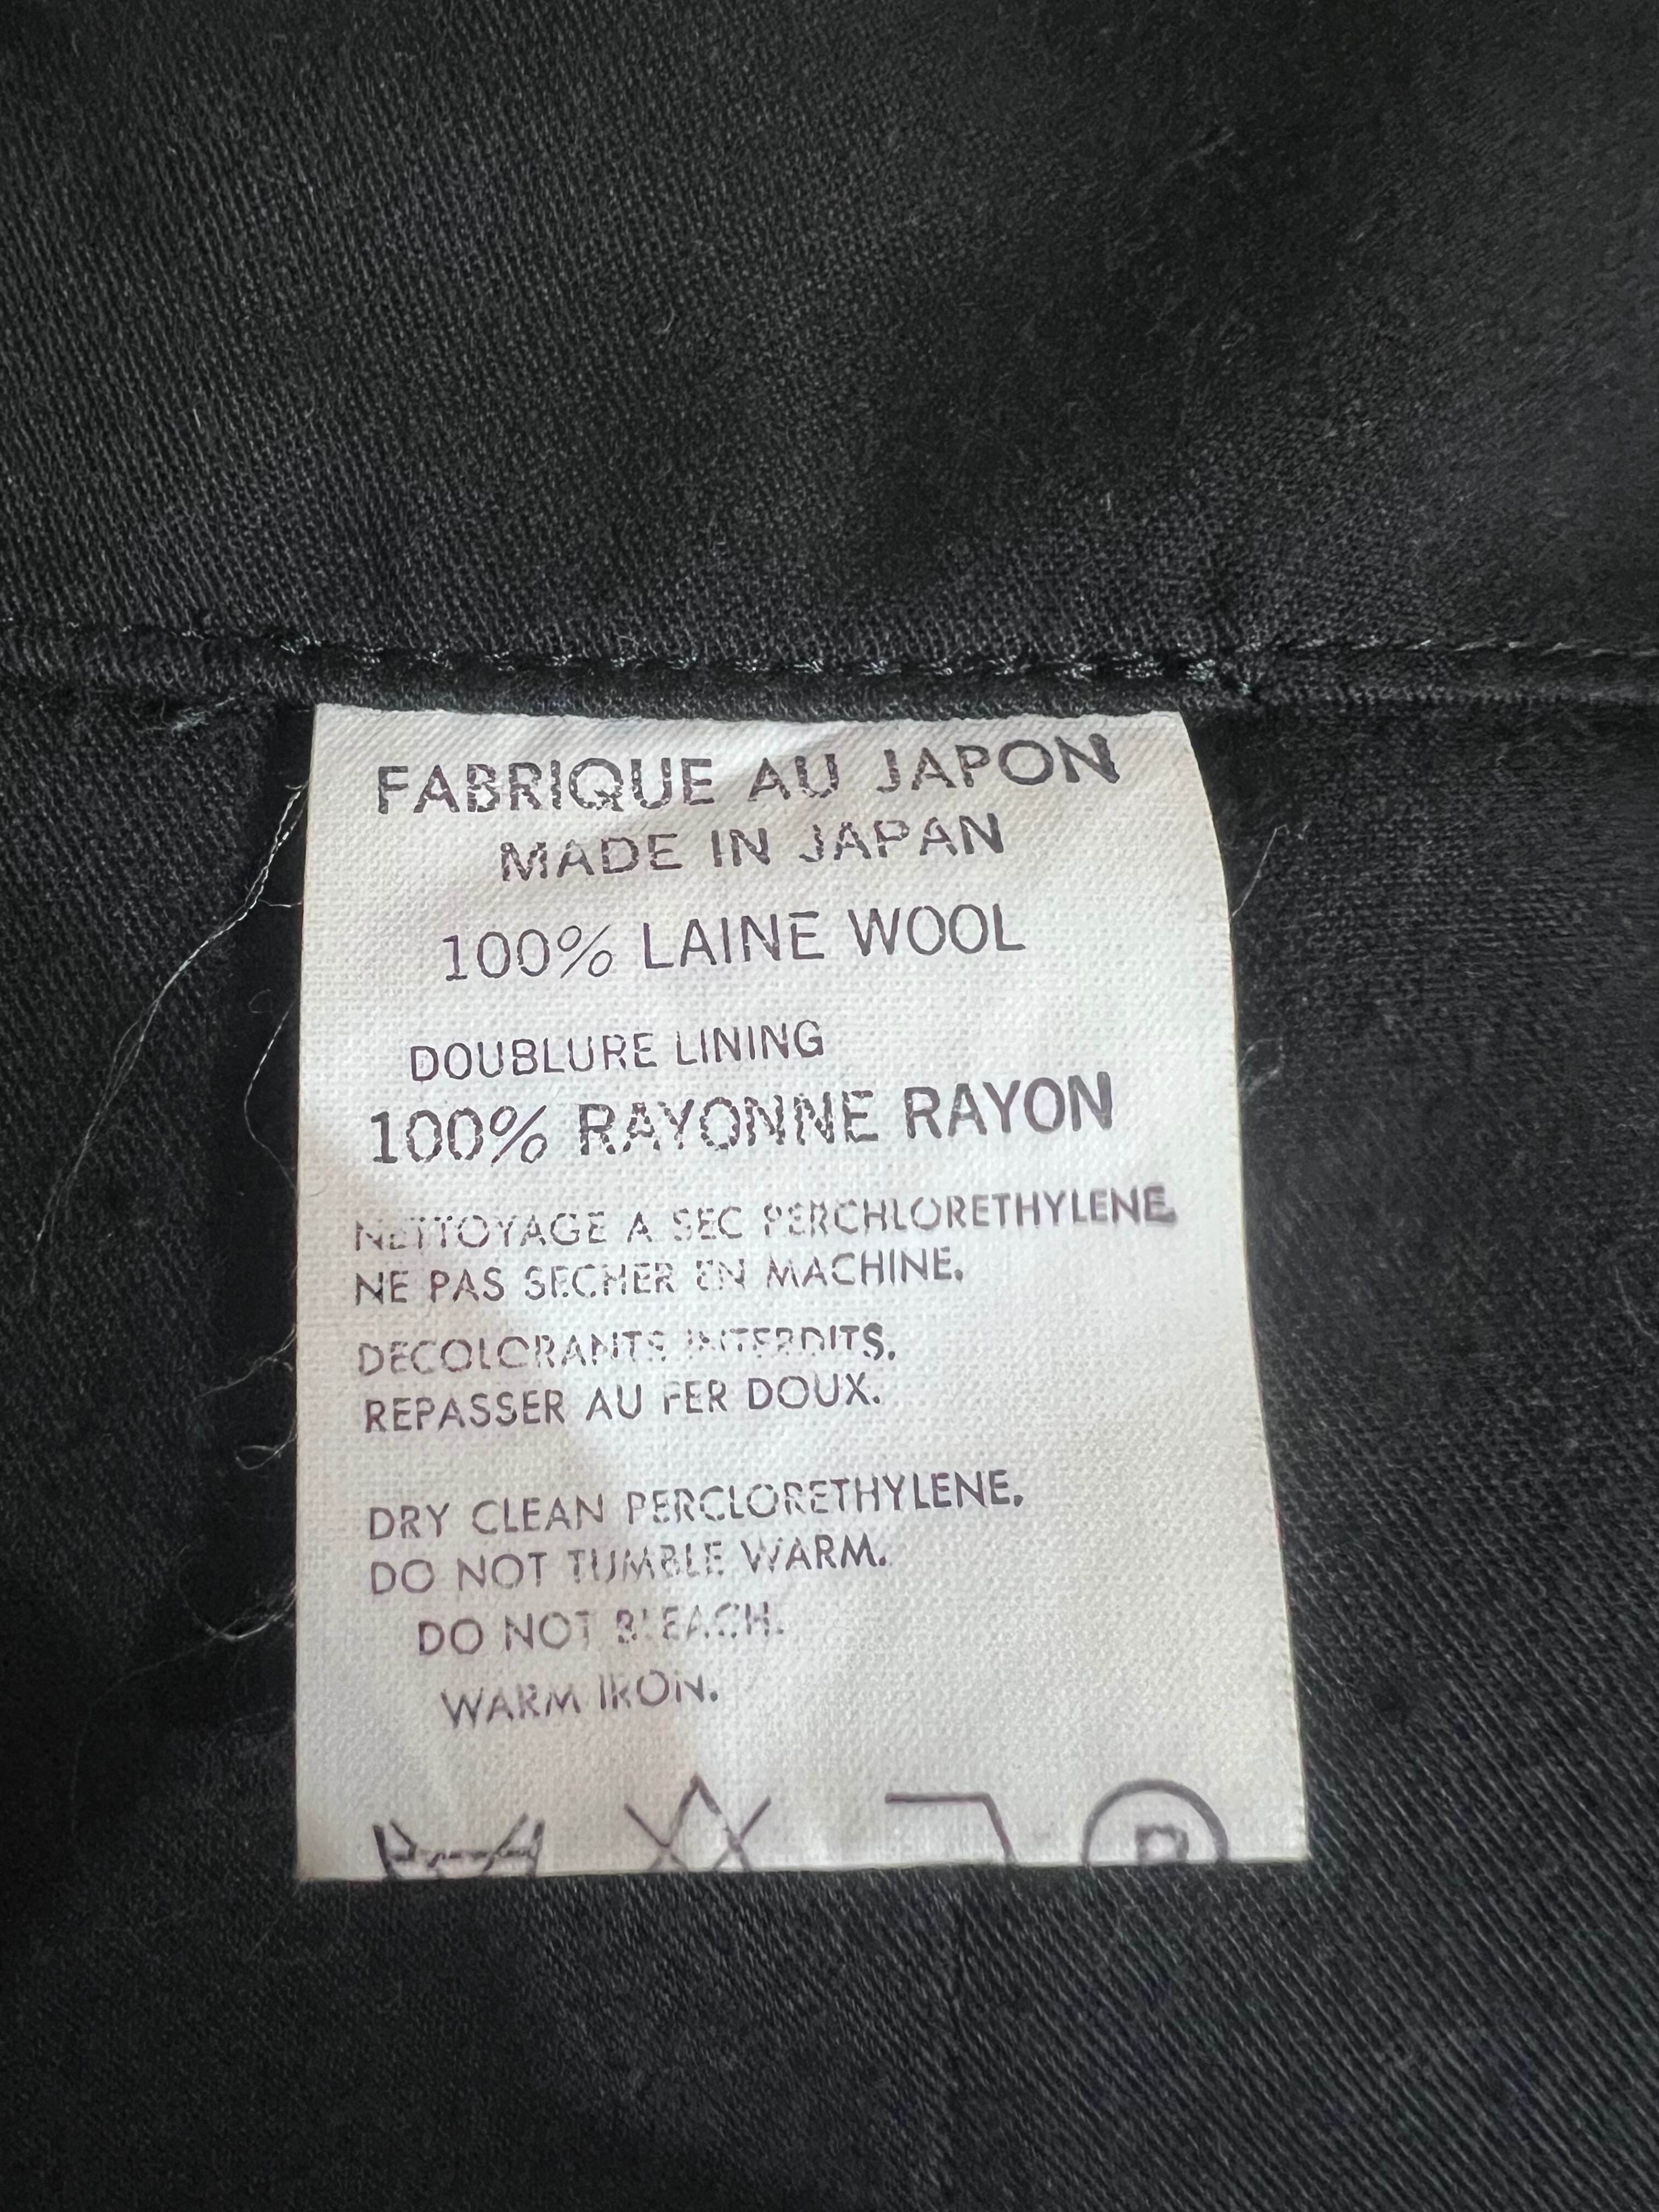 FABRIQUE AU JAPON
MADE IN JAPAN
100% LAINE WOOL
DOUBLURE LINING
100% RAYONNE RAYON
NETTOYAGE A SEC PERCHLORETHYLENE.
NE PAS SECHER EN MACHINE.
DECOLORANTS INTERDITS.
REPASSER AU FER DOUX.
DRY CLEAN PERCLORETHYLENE.
DO NOT TUMBLE WARM.
DO NOT BLEACH.
WARM IRON.
P